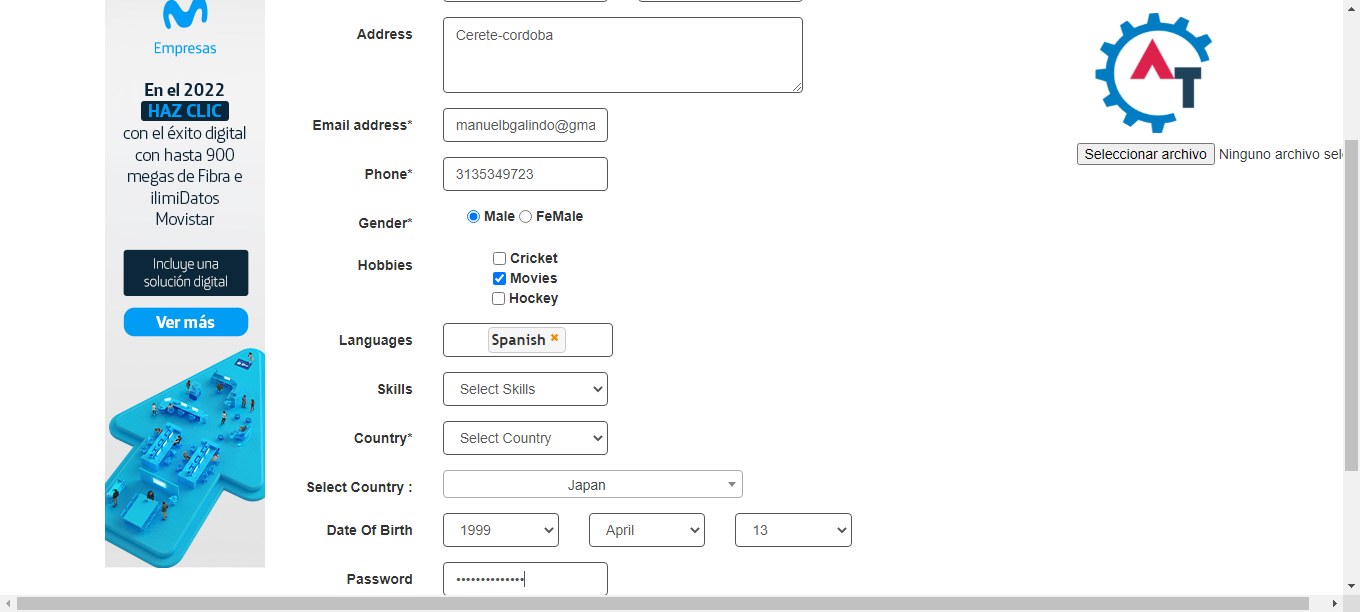 Empresas
En el 2022
HAZ CLIC
con el éxito digital
con hasta 900
megas de Fibra e
ilimiDatos
Movistar
Incluye una
solución digital
Ver más
Address
Cerete-cordoba
Email address*
manuelbgalindo@gma
Phone*
3135349723
Gender*
Male FeMale
Hobbies
Cricket
Movies
Hockey
Languages
Spanish
Skills
Select Skills
Country*
Select Country
Select Country :
Japan
Date Of Birth
1999 April 13
Password
AT
Seleccionar archivo Ninguno archivo sel